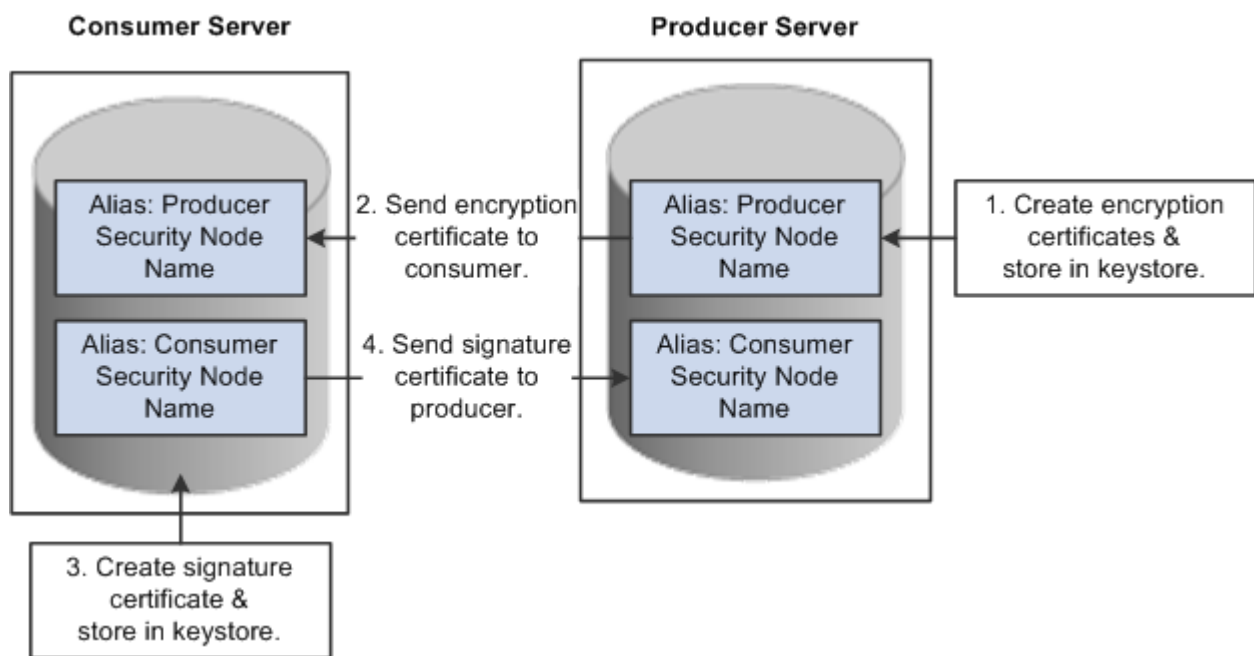 Consumer Server
Producer Server
Alias: Producer
Security Node
Name
2. Send encryption
certificate to
consumer.
Alias: Producer
Security Node
Name
1. Create encryption
certificates &
store in keystore.
Alias: Consumer
Security Node
Name
4. Send signature
certificate to
producer.
Alias: Consumer
Security Node
Name
3. Create signature
certificate &
store in keystore.